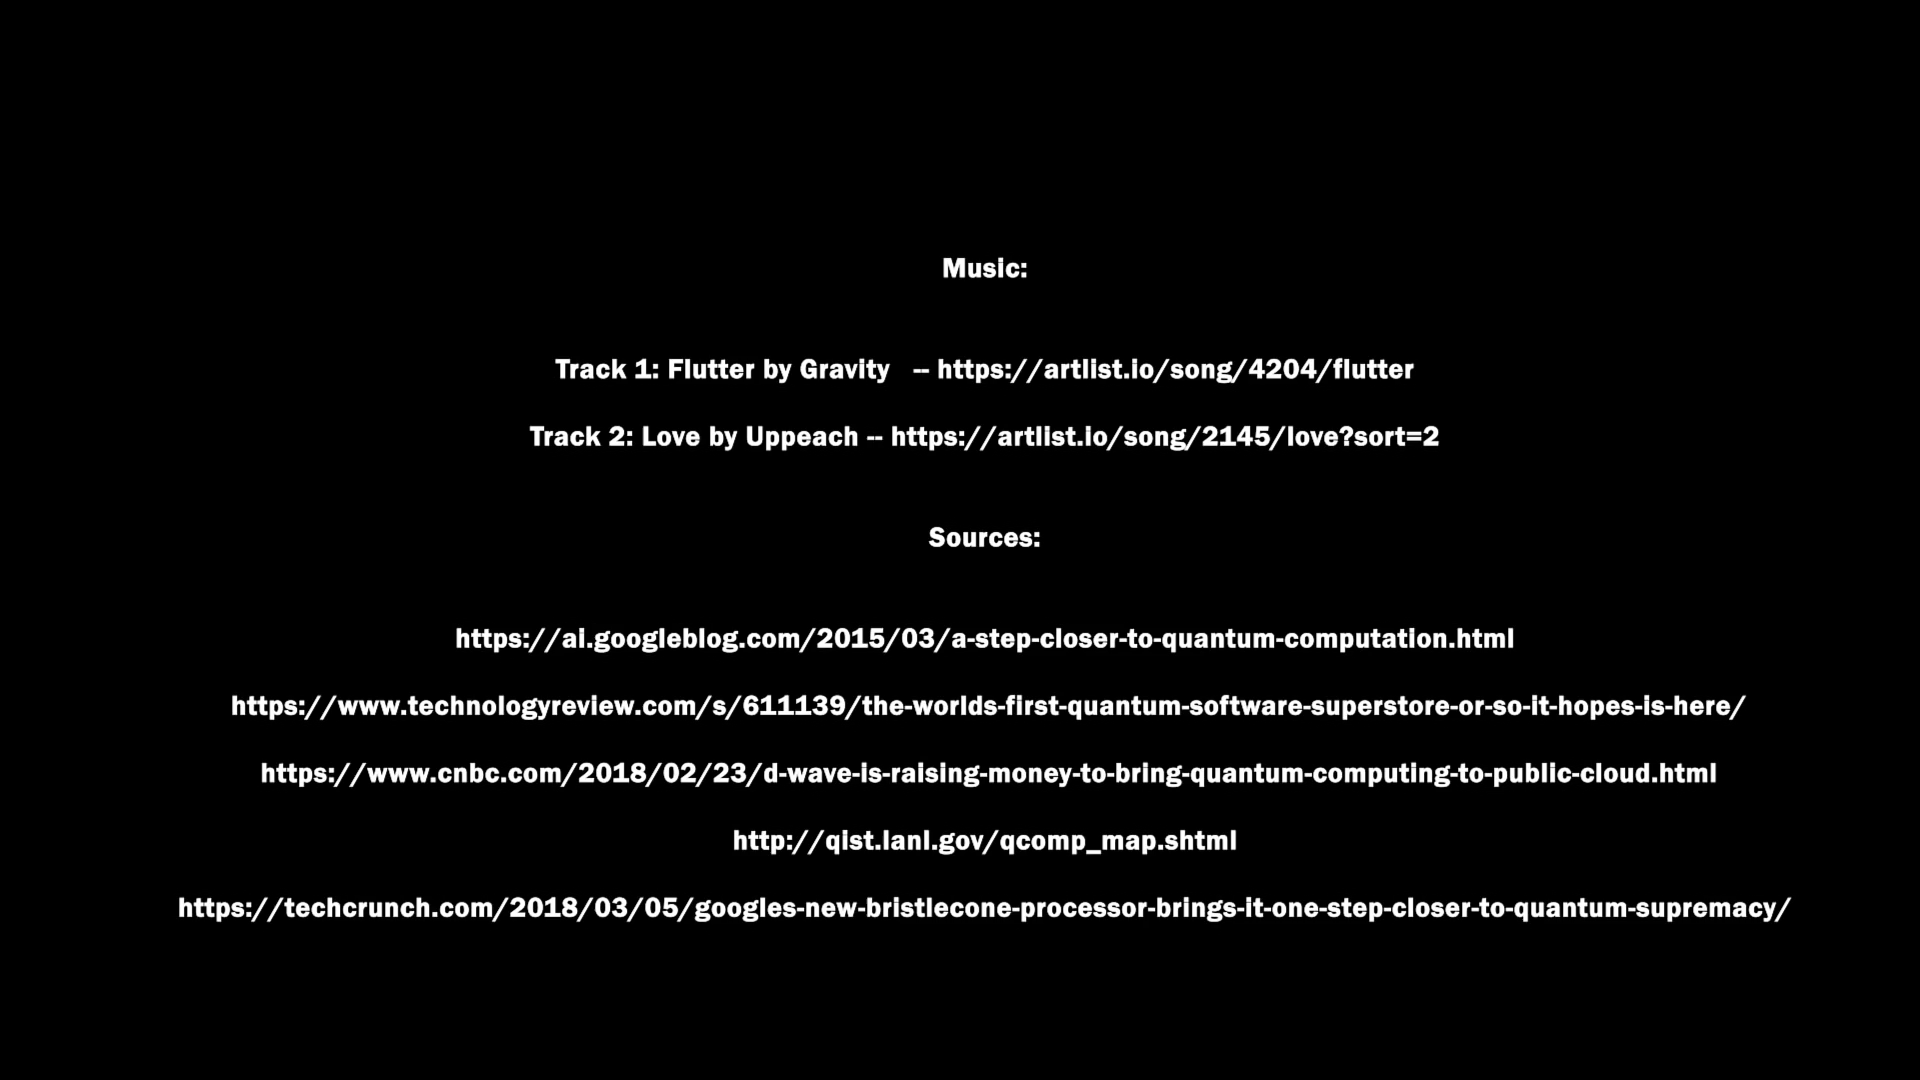 Music:
Track 1: Flutter by Gravity -- https://artlist.io/song/4204/flutter
Track 2: Love by Uppeach -- https://artlist.io/song/2145/love?sort=2
Sources:
https://ai.googleblog.com/2015/03/a-step-closer-to-quantum-computation.html
https://www.technologyreview.com/s/611139/the-worlds-first-quantum-software-superstore-or-so-it-hopes-is-here/
https://www.cnbc.com/2018/02/23/d-wave-is-raising-money-to-bring-quantum-computing-to-public-cloud.html
http://qist.lanl.gov/qcomp_map.shtml
https://techcrunch.com/2018/03/05/googles-new-bristlecone-processor-brings-it-one-step-closer-to-quantum-supremacy/